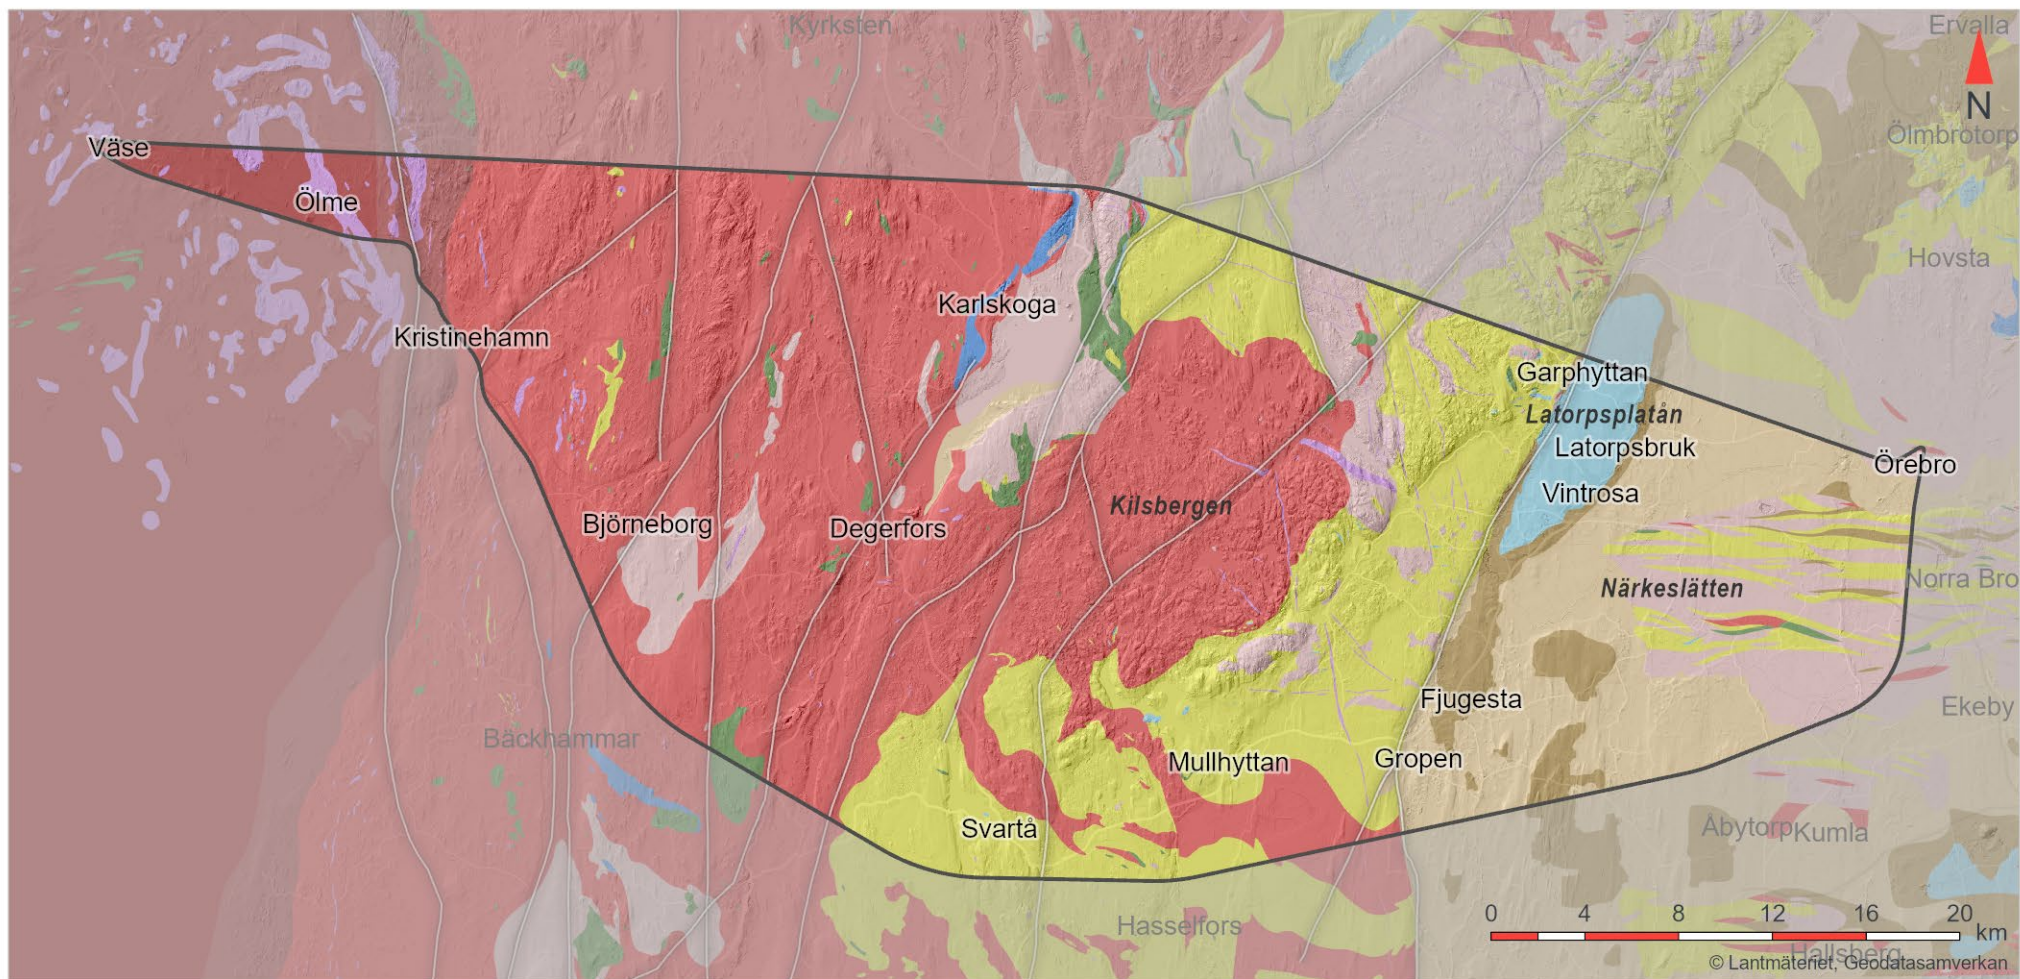 Kyrksten
Ervalla
N
Ölmbrotorp
Väse
Ölme
Hovsta
Karlskoga
Kristinehamn
Garphyttan
Latorpsplatån
Latorpsbruk
Örebro
Vintrosa
Kilsbergen
Björneborg
Degerfors
Norra Bro
Närkeslätten
Fjugesta
Ekeby
Bäckhammar
Mullhyttan
Gropen
Svartå
Åbytorp
Kumla
Hasselfors
0 4 8 12 16 20
km
Hallsberg
© Lantmäteriet, Geodatasamverkan